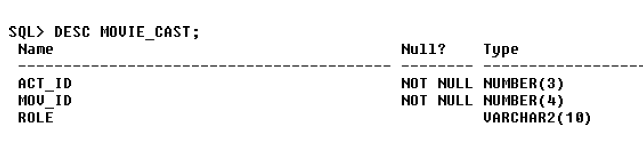 SQL> DESC MOVIE_CAST;
Name Null? Type
----------------------------------------- -------- --------------------
ACT_ID NOT NULL NUMBER(3)
MOV_ID NOT NULL NUMBER(4)
ROLE VARCHAR2(10)